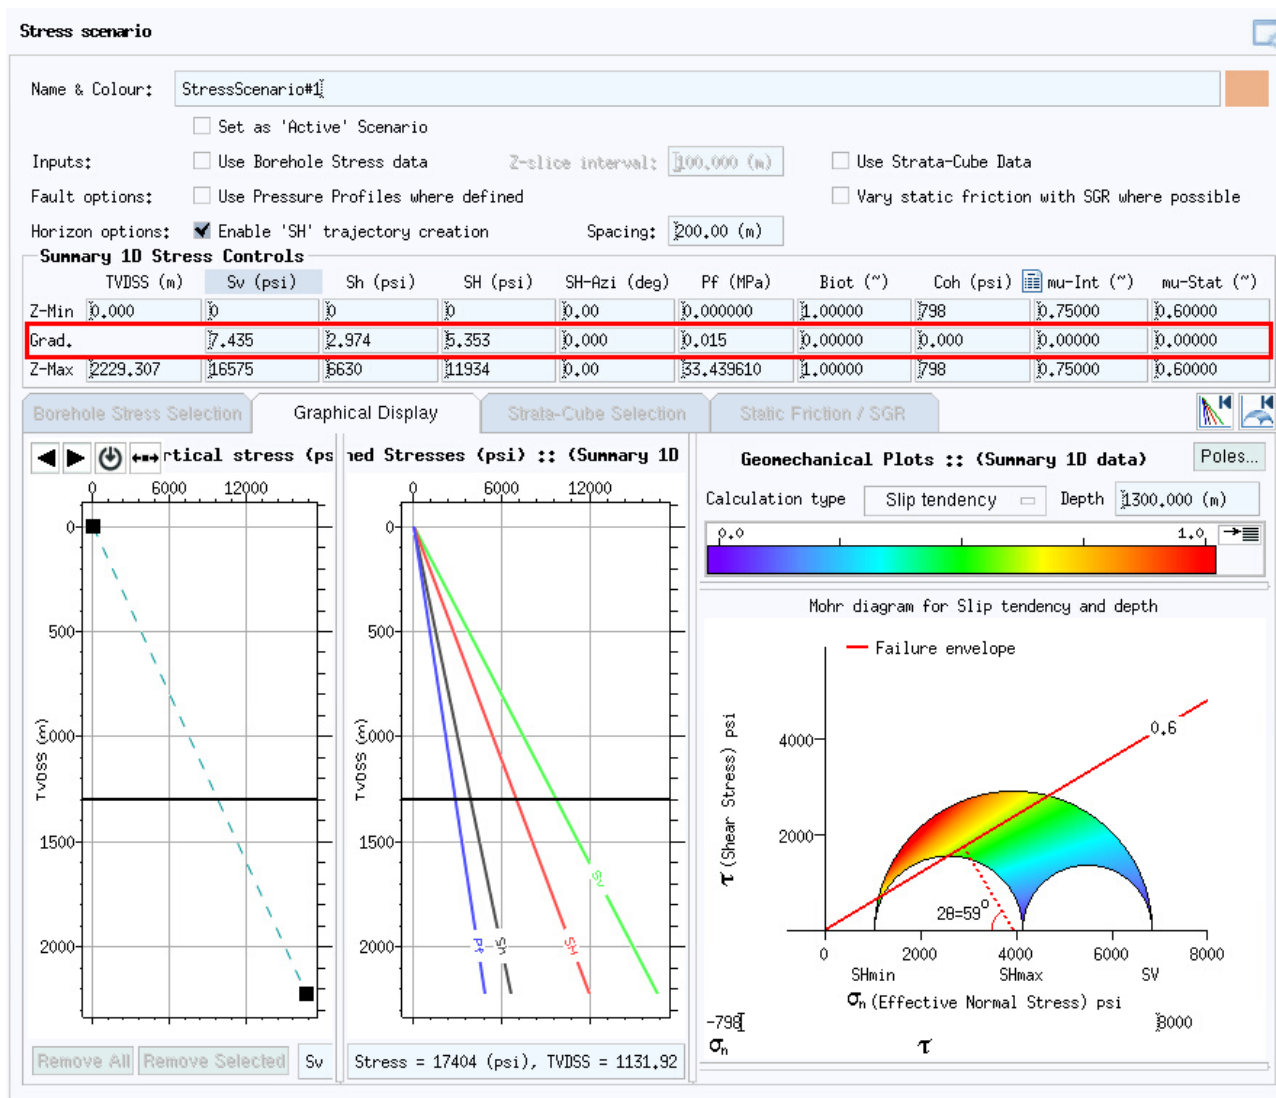 Stress scenario
Name & Colour: StressScenario#1
Set as 'Active' Scenario
Inputs: Use Borehole Stress data Z-slice interval: 100.000 (m) Use Strata-Cube Data
Fault options: Use Pressure Profiles where defined Vary static friction with SGR where possible
Horizon options: Enable 'SH' trajectory creation Spacing: 200.00 (m)
Summary 1D Stress Controls
TVDSS (m) Sv (psi) Sh (psi) SH (psi) SH-Azi (deg) Pf (MPa) Biot (~) Coh (psi) mu-Int (~) mu-Stat (~)
Z-Min 0.000 0 0 0 0.00 0.000000 1.00000 798 0.75000 0.60000
Grad. 7.435 2.974 5.353 0.000 0.015 0.00000 0.000 0.00000 0.00000
Z-Max 2229.307 16575 6630 11934 0.00 33.439610 1.00000 798 0.75000 0.60000
Borehole Stress Selection Graphical Display Strata-Cube Selection Static Friction / SGR
rtical stress (ps
0 6000 12000
0
500
1500
2000
TVDSS (m)
Remove All Remove Selected Sv
ned Stresses (psi) :: (Summary 1D
0 6000 12000
0
500
1500
2000
TVDSS (m)
Sv
Pf Sh SH
Stress = 17404 (psi), TVDSS = 1131.92
Geomechanical Plots :: (Summary 1D data) Poles...
Calculation type Slip tendency Depth 1300.000 (m)
0.0 1.0
Mohr diagram for Slip tendency and depth
Failure envelope
0.6
4000
2000
τ (Shear Stress) psi
2θ=59°
0 2000 4000 6000 8000
SHmin SHmax SV
σn (Effective Normal Stress) psi
-798 8000
σn τ